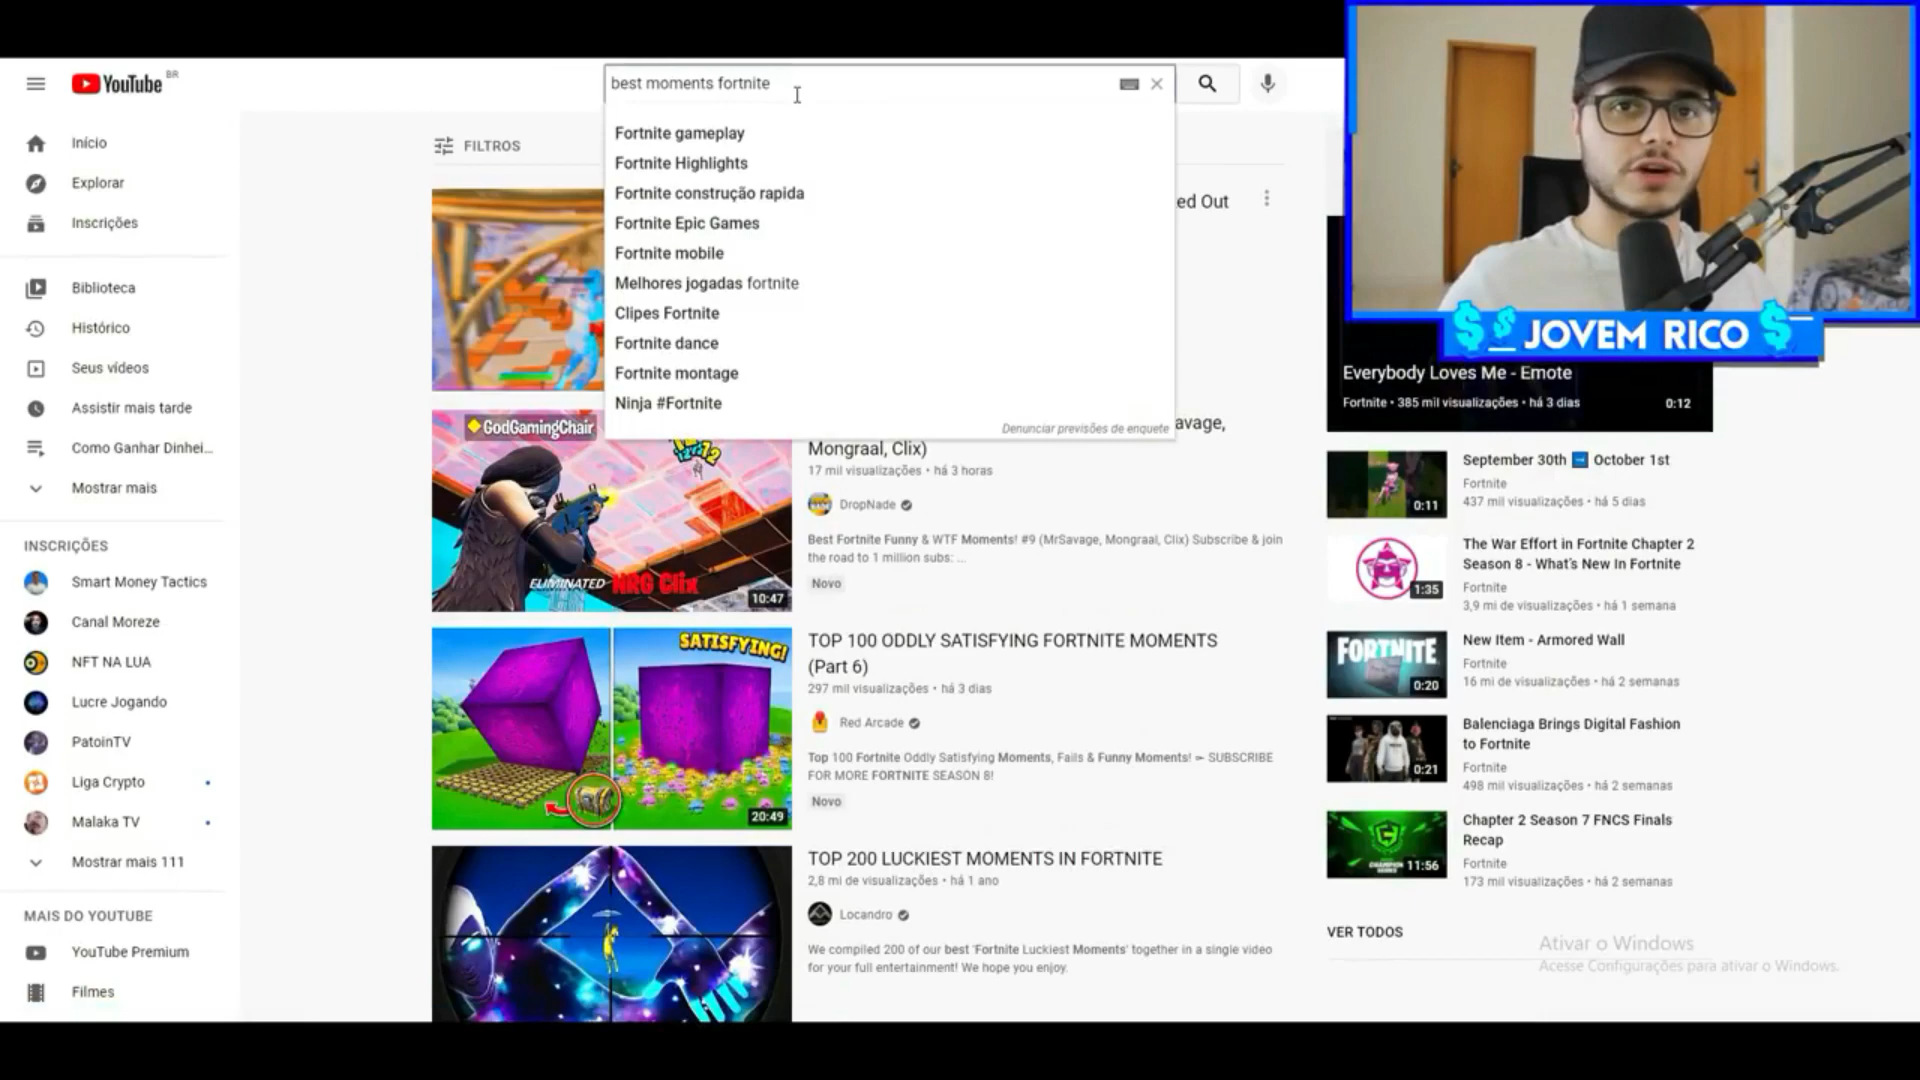 YouTube BR
best moments fortnite
Fortnite gameplay
Fortnite Highlights
Fortnite construção rapida
Fortnite Epic Games
Fortnite mobile
Melhores jogadas fortnite
Clipes Fortnite
Fortnite dance
Fortnite montage
Ninja #Fortnite
Denunciar previsões de enquete
Início
Explorar
Inscrições
Biblioteca
Histórico
Seus vídeos
Assistir mais tarde
Como Ganhar Dinhei...
Mostrar mais
INSCRIÇÕES
Smart Money Tactics
Canal Moreze
NFT NA LUA
Lucre Jogando
PatoinTV
Liga Crypto
Malaka TV
Mostrar mais 111
MAIS DO YOUTUBE
YouTube Premium
Filmes
FILTROS
ed Out
GodGamingChair
ELIMINATED NRG Clix
10:47
avage,
Mongraal, Clix)
17 mil visualizações • há 3 horas
DropNade
Best Fortnite Funny & WTF Moments! #9 (MrSavage, Mongraal, Clix) Subscribe & join
the road to 1 million subs: ...
Novo
SATISFYING!
20:49
TOP 100 ODDLY SATISFYING FORTNITE MOMENTS
(Part 6)
297 mil visualizações • há 3 dias
Red Arcade
Top 100 Fortnite Oddly Satisfying Moments, Fails & Funny Moments! ➣ SUBSCRIBE
FOR MORE FORTNITE SEASON 8!
Novo
TOP 200 LUCKIEST MOMENTS IN FORTNITE
2,8 mi de visualizações • há 1 ano
Locandro
We compiled 200 of our best 'Fortnite Luckiest Moments' together in a single video
for your full entertainment! We hope you enjoy.
$ $ JOVEM RICO $
Everybody Loves Me - Emote
Fortnite • 385 mil visualizações • há 3 dias
0:12
0:11
September 30th October 1st
Fortnite
437 mil visualizações • há 5 dias
1:35
The War Effort in Fortnite Chapter 2
Season 8 - What's New In Fortnite
Fortnite
3,9 mi de visualizações • há 1 semana
FORTNITE
0:20
New Item - Armored Wall
Fortnite
16 mi de visualizações • há 2 semanas
0:21
Balenciaga Brings Digital Fashion
to Fortnite
Fortnite
498 mil visualizações • há 2 semanas
11:56
Chapter 2 Season 7 FNCS Finals
Recap
Fortnite
173 mil visualizações • há 2 semanas
VER TODOS
Ativar o Windows
Acesse Configurações para ativar o Windows.